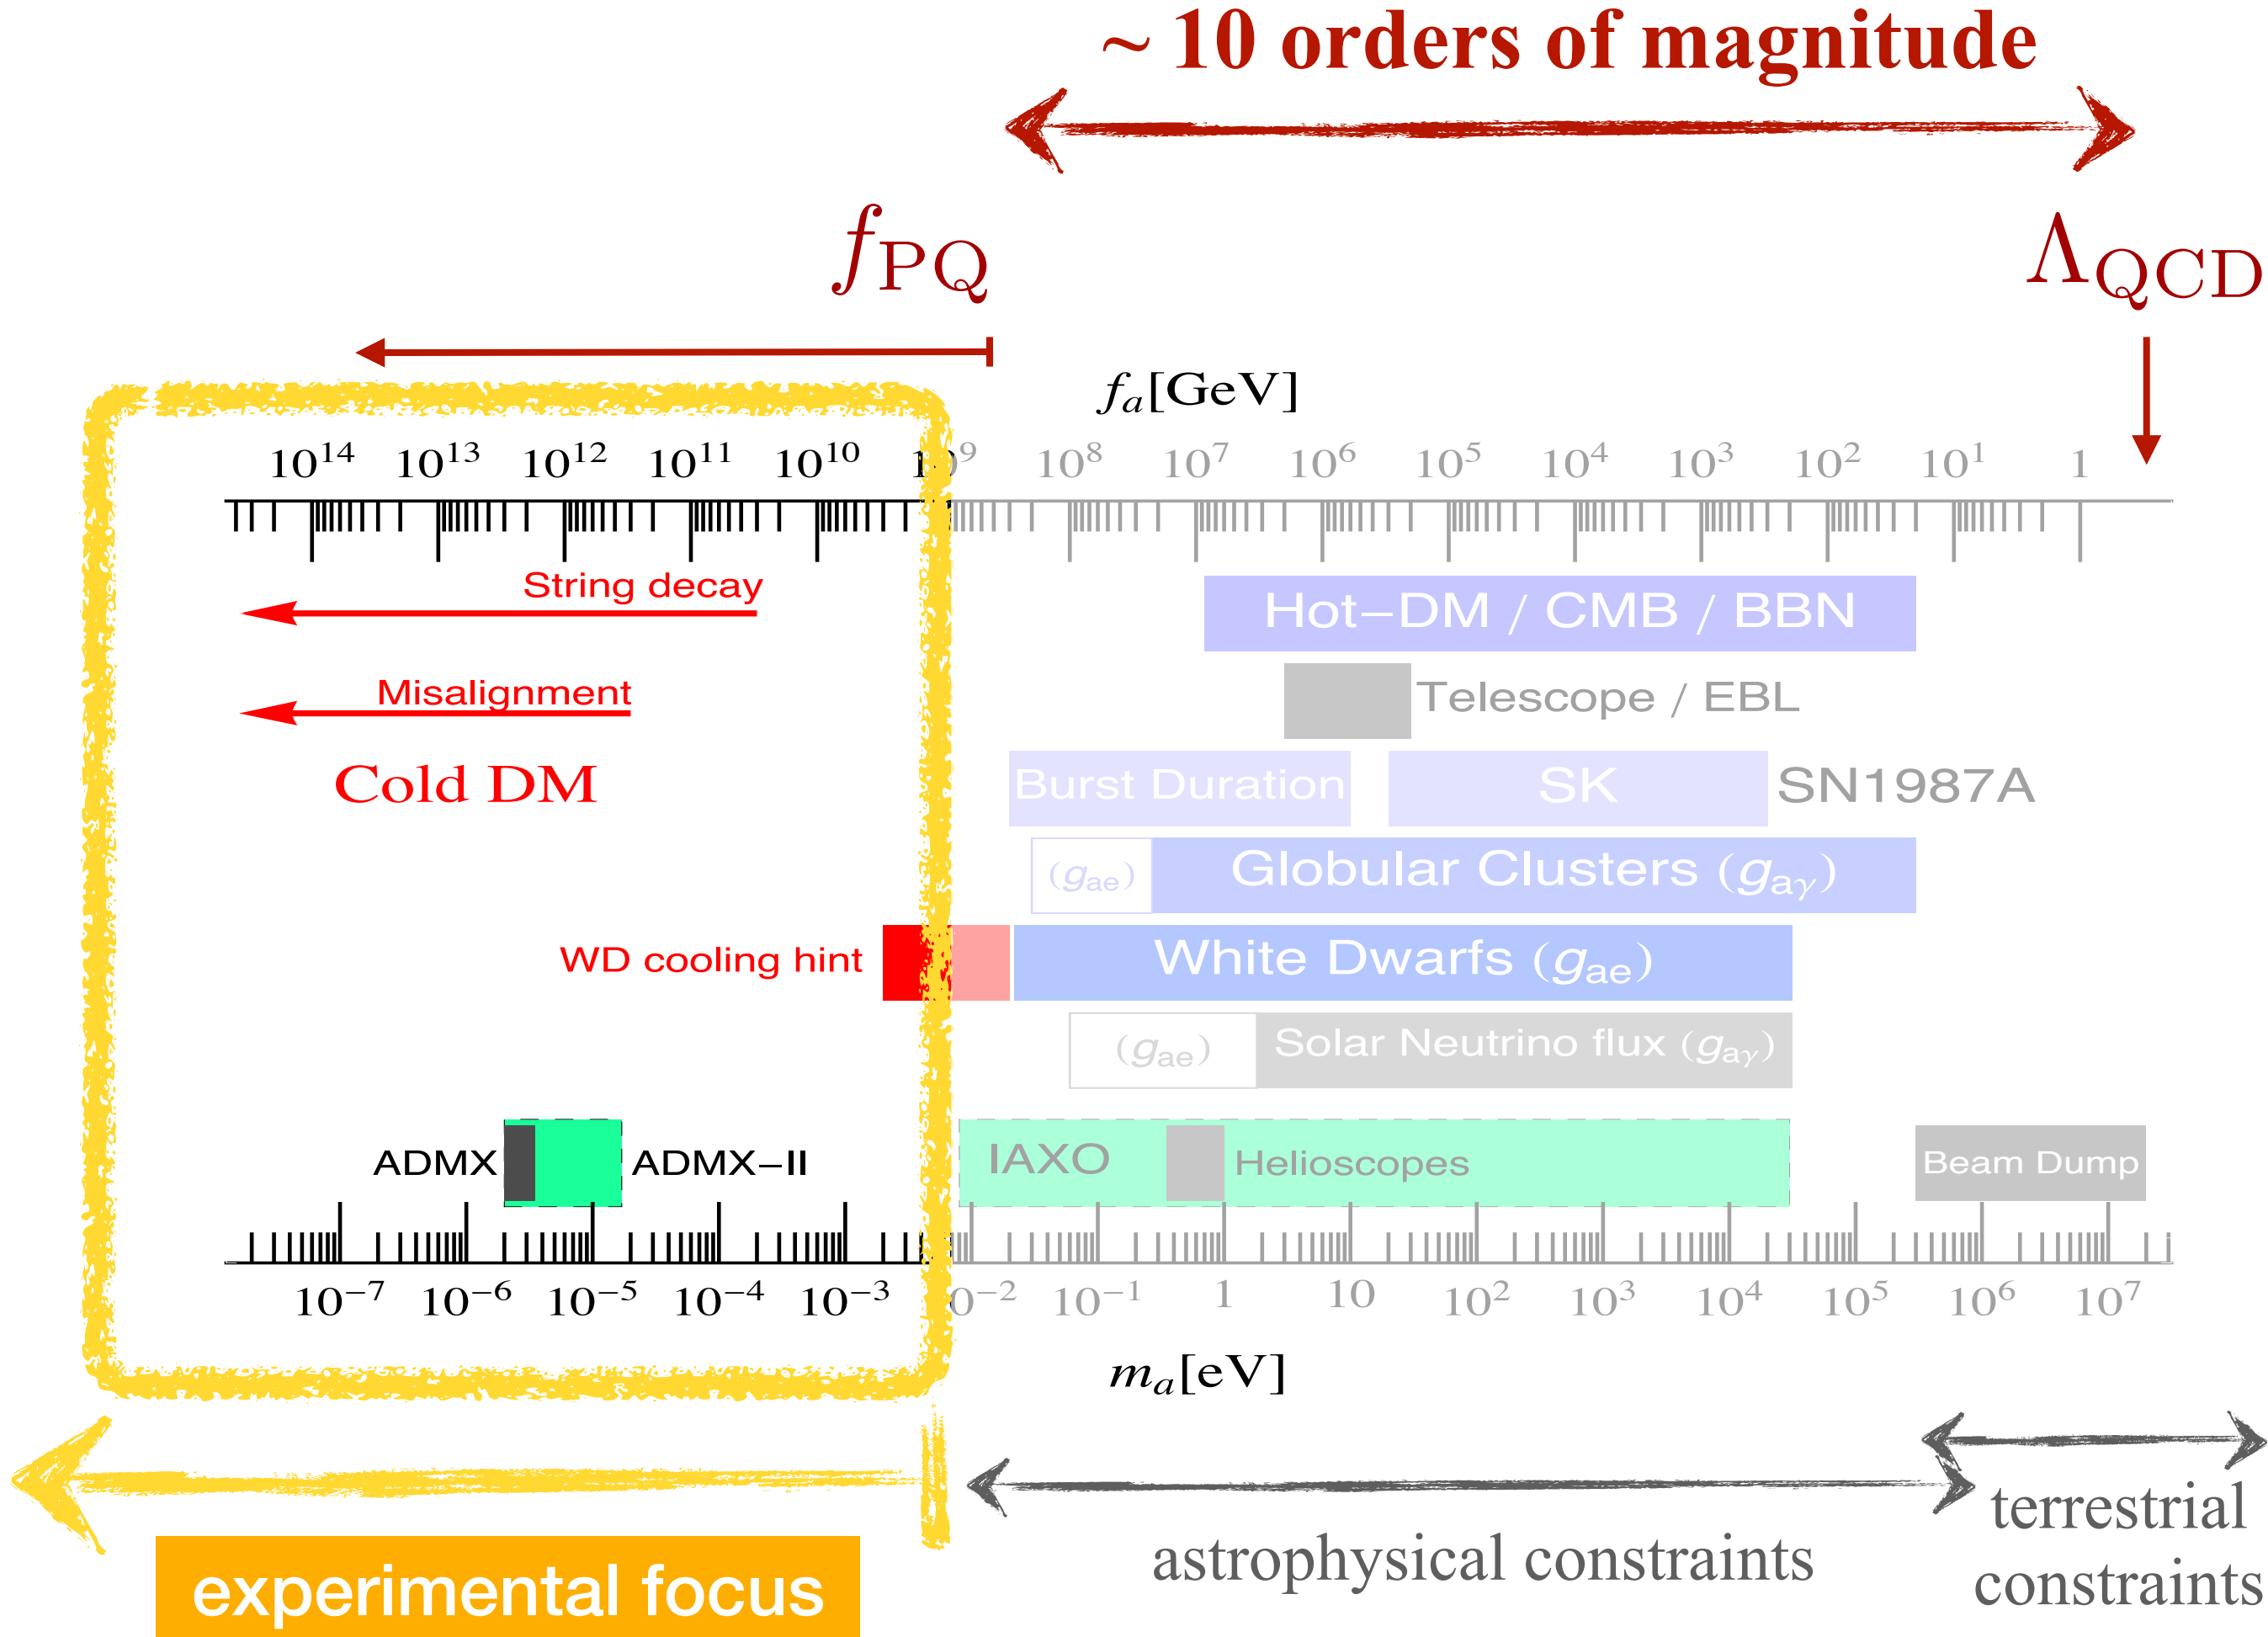 ~ 10 orders of magnitude
f_PQ
Λ_QCD
f_a[GeV]
10^14 10^13 10^12 10^11 10^10 10^9 10^8 10^7 10^6 10^5 10^4 10^3 10^2 10^1 1
String decay
Hot–DM / CMB / BBN
Misalignment
Telescope / EBL
Cold DM
Burst Duration SK SN1987A
(g_ae) Globular Clusters (g_aγ)
WD cooling hint White Dwarfs (g_ae)
(g_ae) Solar Neutrino flux (g_aγ)
ADMX ADMX–II IAXO Helioscopes Beam Dump
10^−7 10^−6 10^−5 10^−4 10^−3 0^−2 10^−1 1 10 10^2 10^3 10^4 10^5 10^6 10^7
m_a[eV]
astrophysical constraints
terrestrial
constraints
experimental focus